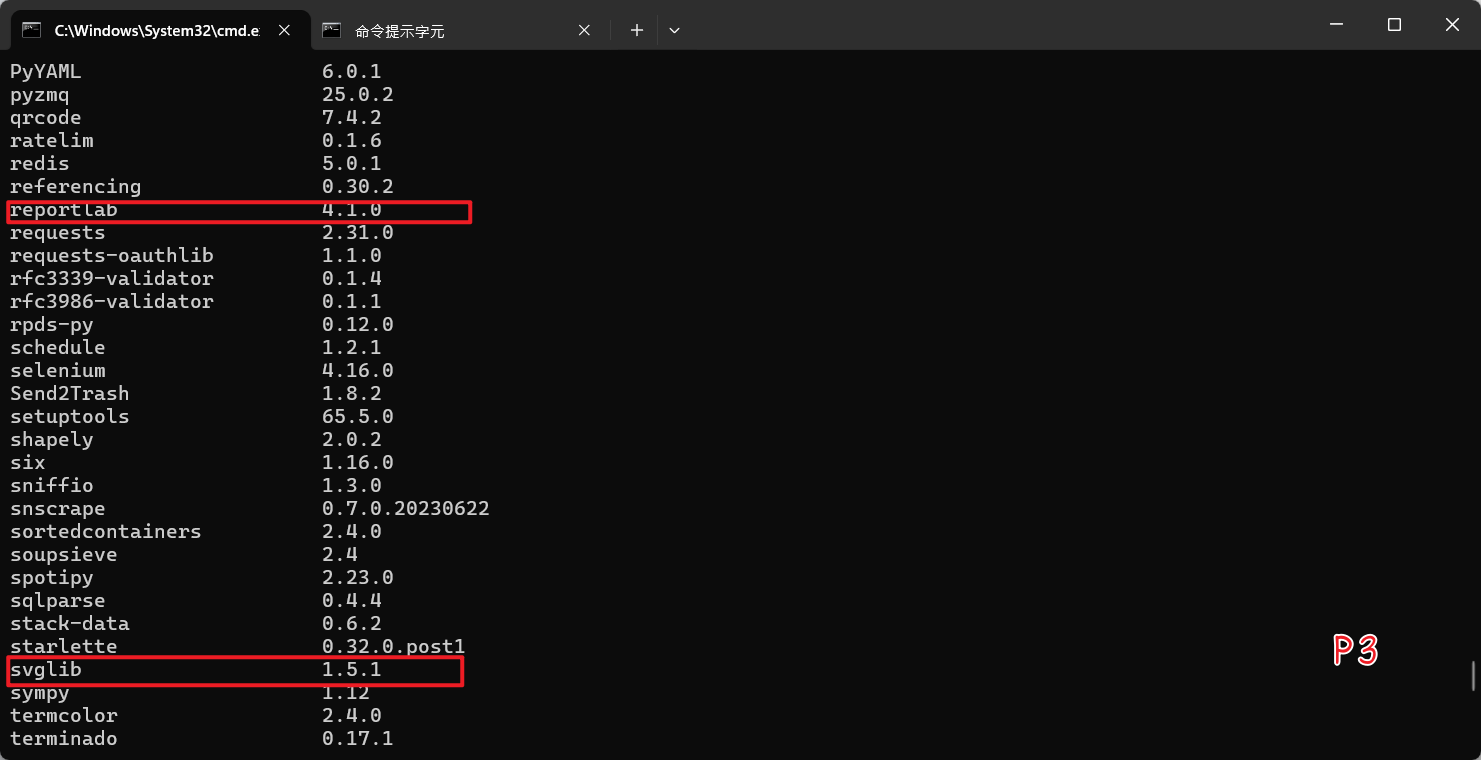 C:\Windows\System32\cmd.e
命令提示字元
PyYAML 6.0.1
pyzmq 25.0.2
qrcode 7.4.2
ratelim 0.1.6
redis 5.0.1
referencing 0.30.2
reportlab 4.1.0
requests 2.31.0
requests-oauthlib 1.1.0
rfc3339-validator 0.1.4
rfc3986-validator 0.1.1
rpds-py 0.12.0
schedule 1.2.1
selenium 4.16.0
Send2Trash 1.8.2
setuptools 65.5.0
shapely 2.0.2
six 1.16.0
sniffio 1.3.0
snscrape 0.7.0.20230622
sortedcontainers 2.4.0
soupsieve 2.4
spotipy 2.23.0
sqlparse 0.4.4
stack-data 0.6.2
starlette 0.32.0.post1
svglib 1.5.1
sympy 1.12
termcolor 2.4.0
terminado 0.17.1
P3